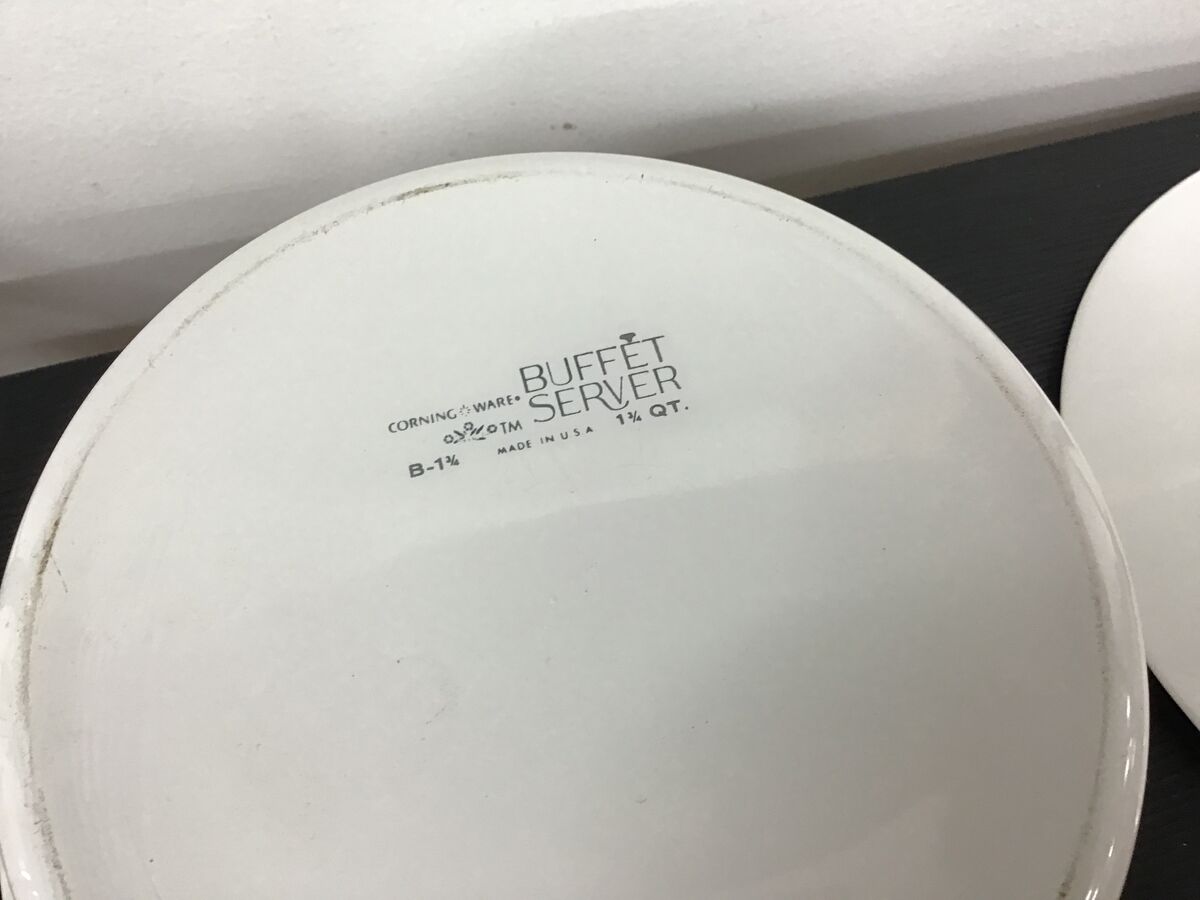 BUFFET
CORNING WARE® SERVER
TM
B-1¾ MADE IN U.S.A 1¾ QT.